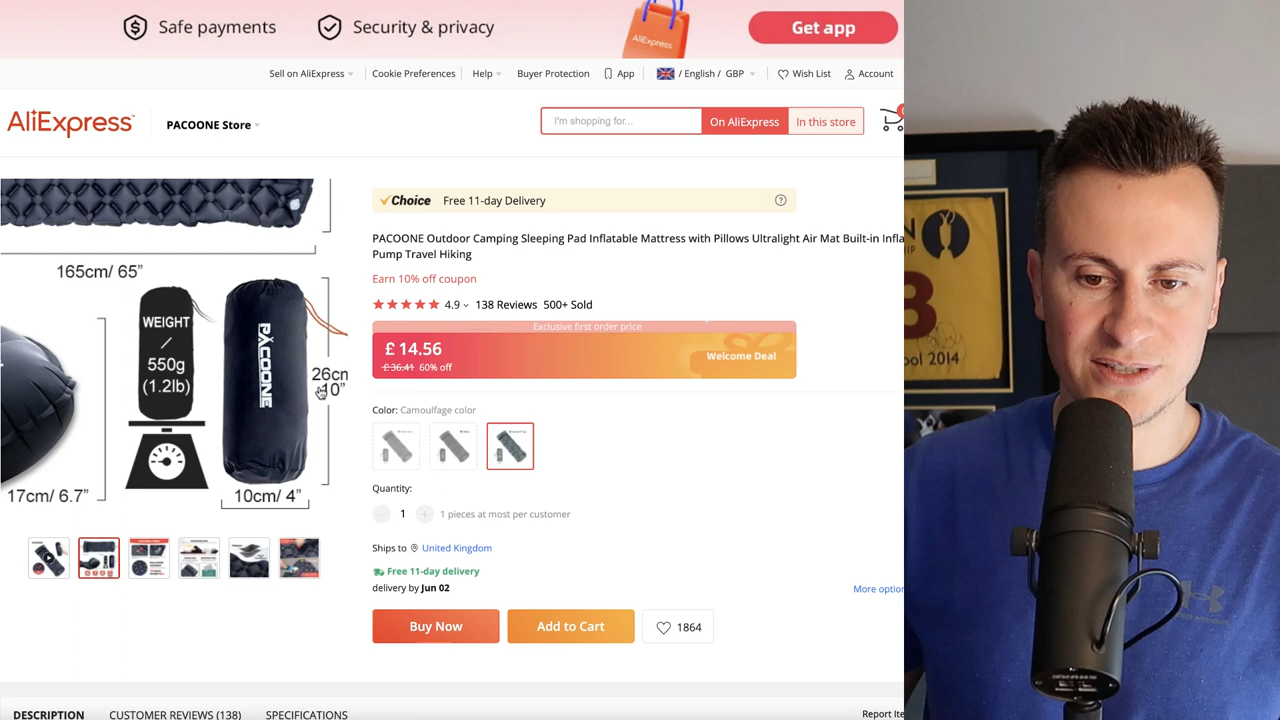 Safe payments
Security & privacy
AliExpress
Get app
Sell on AliExpress
Cookie Preferences
Help
Buyer Protection
App
/ English / GBP
Wish List
Account
AliExpress
PACOONE Store
I'm shopping for...
On AliExpress
In this store
165cm/ 65”
WEIGHT
/
550g
(1.2lb)
PACOONE
26cm
10”
17cm/ 6.7”
10cm/ 4”
Choice
Free 11-day Delivery
PACOONE Outdoor Camping Sleeping Pad Inflatable Mattress with Pillows Ultralight Air Mat Built-in Infla
Pump Travel Hiking
Earn 10% off coupon
4.9
138 Reviews
500+ Sold
Exclusive first order price
£ 14.56
£ 36.41 60% off
Welcome Deal
Color: Camoulfage color
Quantity:
1
1 pieces at most per customer
Ships to
United Kingdom
Free 11-day delivery
delivery by Jun 02
More option
Buy Now
Add to Cart
1864
DESCRIPTION
CUSTOMER REVIEWS (138)
SPECIFICATIONS
Report Ite
ool 2014